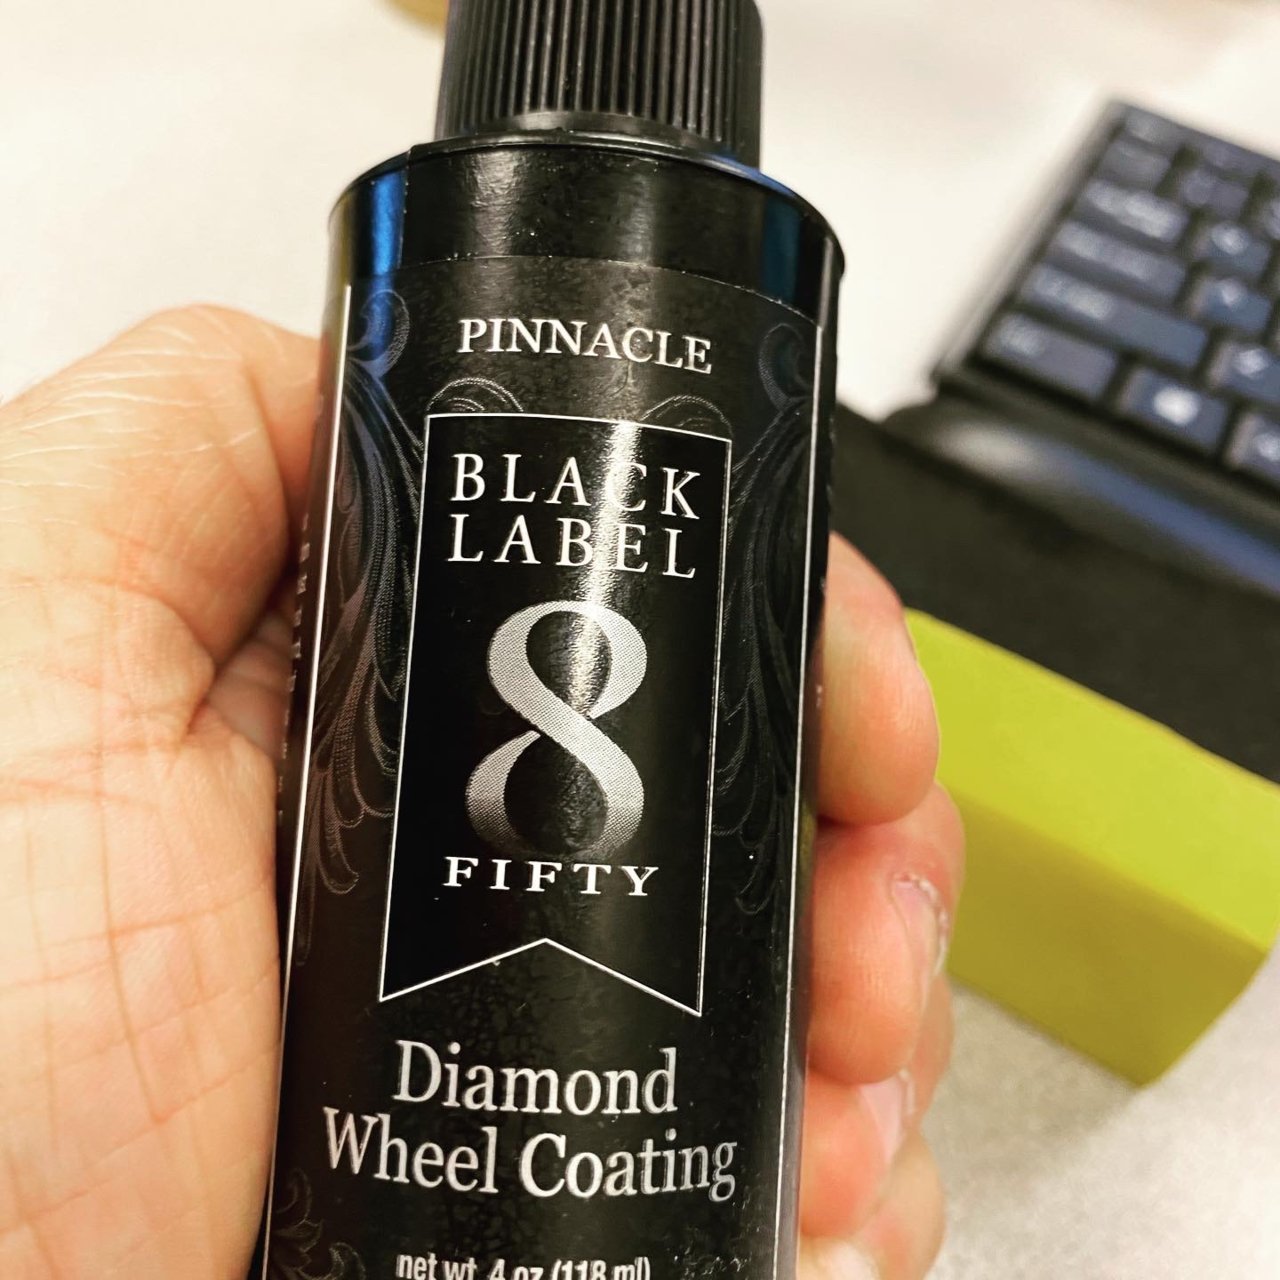 PINNACLE
BLACK
LABEL
8
FIFTY
Diamond
Wheel Coating
net wt. 4 oz (118 ml)